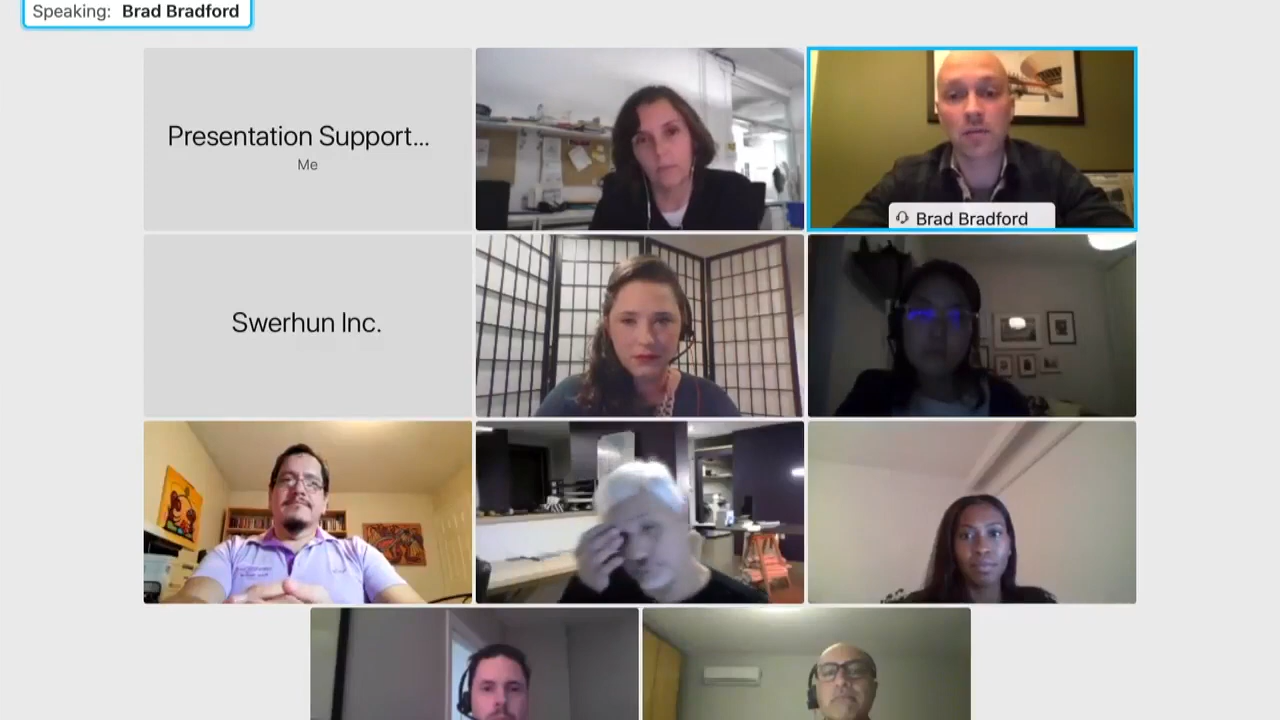 Speaking: Brad Bradford
Presentation Support...
Me
Brad Bradford
Swerhun Inc.